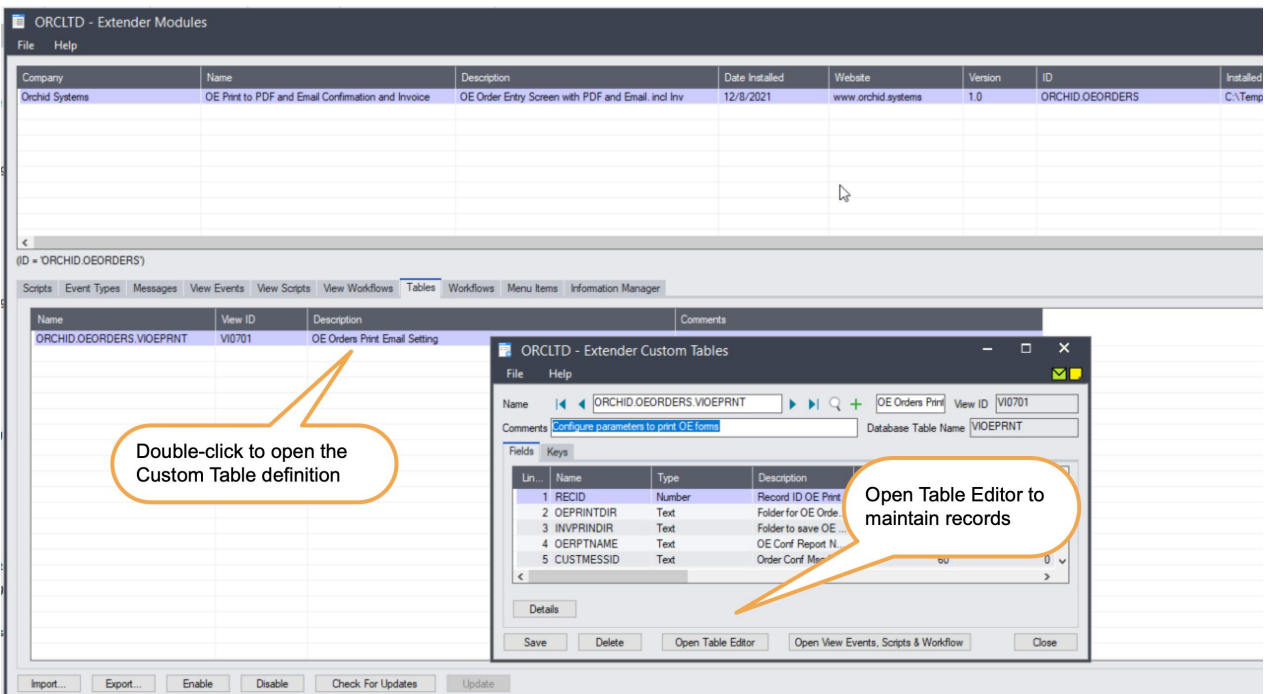 ORCLTD - Extender Modules
File Help
Company Name Description Date Installed Website Version ID Installed
Orchid Systems OE Print to PDF and Email Confirmation and Invoice OE Order Entry Screen with PDF and Email. incl Inv 12/8/2021 www.orchid.systems 1.0 ORCHID.OEORDERS C:\Temp
(ID = 'ORCHID.OEORDERS')
Scripts Event Types Messages View Events View Scripts View Workflows Tables Workflows Menu Items Information Manager
Name View ID Description Comments
ORCHID.OEORDERS.VIOEPRNT VI0701 OE Orders Print Email Setting
Double-click to open the
Custom Table definition
ORCLTD - Extender Custom Tables
File Help
Name ORCHID.OEORDERS.VIOEPRNT OE Orders Print View ID VI0701
Comments Configure parameters to print OE forms Database Table Name VIOEPRNT
Fields Keys
Lin... Name Type Description
1 RECID Number Record ID OE Print
2 OEPRINTDIR Text Folder for OE Orde...
3 INVPRINDIR Text Folder to save OE ...
4 OERPTNAME Text OE Conf Report N...
5 CUSTMESSID Text Order Conf Msg 60 0
Open Table Editor to
maintain records
Details
Save Delete Open Table Editor Open View Events, Scripts & Workflow Close
Import... Export... Enable Disable Check For Updates Update